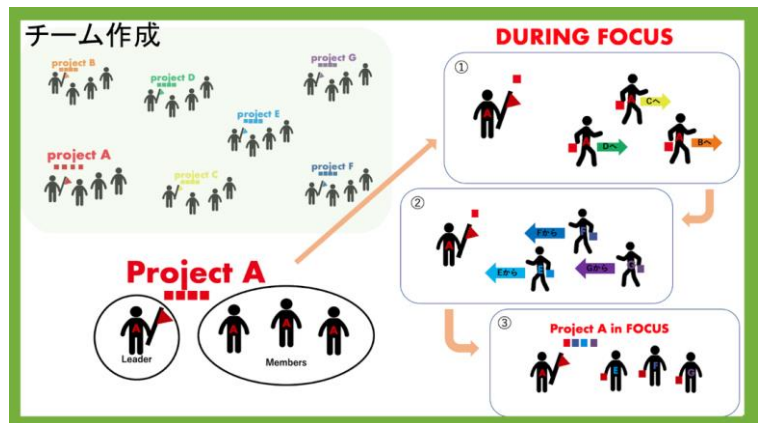 チーム作成
project B
project D
project G
project E
project A
project C
project F
Project A
A
Leader
A
A
A
Members
DURING FOCUS
①
A
A
Cへ
A
Dへ
A
Bへ
②
A
Fから
F
Eから
E
Gから
G
③
Project A in FOCUS
A
E
F
G